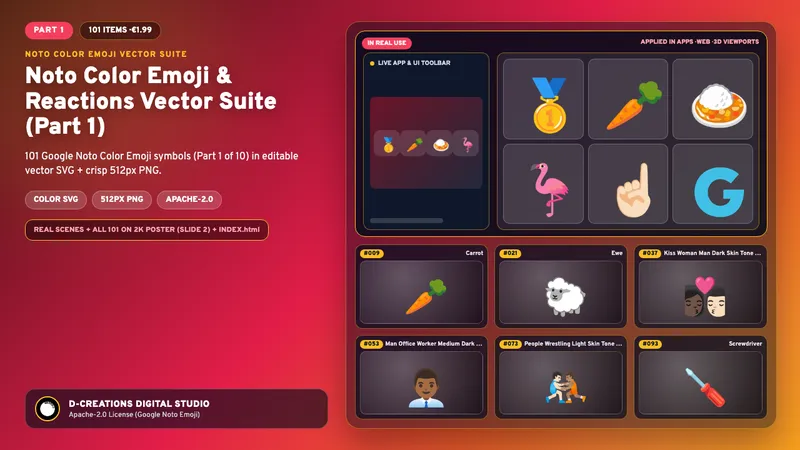 PART 1
101 ITEMS · €1.99
NOTO COLOR EMOJI VECTOR SUITE
Noto Color Emoji &
Reactions Vector Suite
(Part 1)
101 Google Noto Color Emoji symbols (Part 1 of 10) in editable
vector SVG + crisp 512px PNG.
COLOR SVG
512PX PNG
APACHE-2.0
REAL SCENES + ALL 101 ON 2K POSTER (SLIDE 2) + INDEX.html
D-CREATIONS DIGITAL STUDIO
Apache-2.0 License (Google Noto Emoji)
IN REAL USE
APPLIED IN APPS · WEB · 3D VIEWPORTS
LIVE APP & UI TOOLBAR
1
G
#009
Carrot
#021
Ewe
#037
Kiss Woman Man Dark Skin Tone ...
#053
Man Office Worker Medium Dark ...
#073
People Wrestling Light Skin Tone ...
#093
Screwdriver